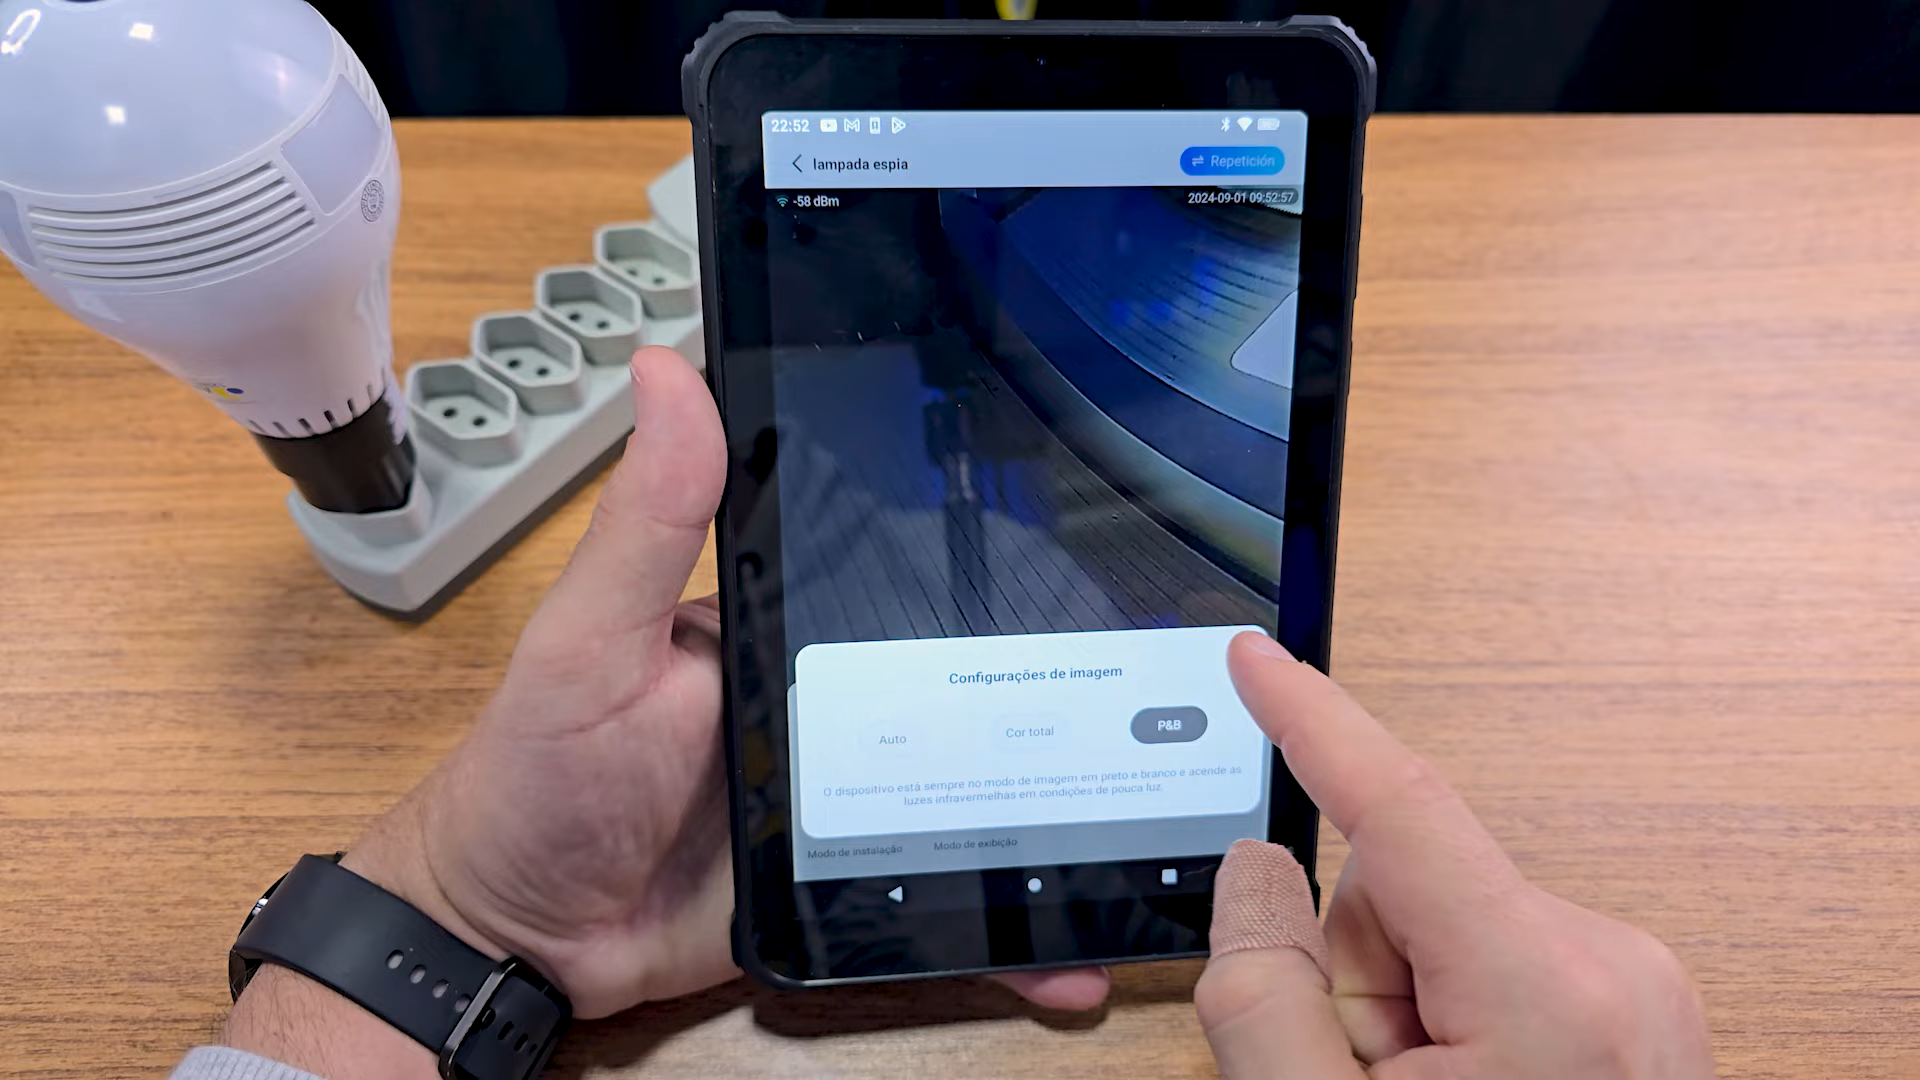 22:52
lampada espia
Repetición
-58 dBm
2024-09-01 09:52:57
Configurações de imagem
Auto
Cor total
P&B
O dispositivo está sempre no modo de imagem em preto e branco e acende as
luzes infravermelhas em condições de pouca luz.
Modo de instalação
Modo de exibição